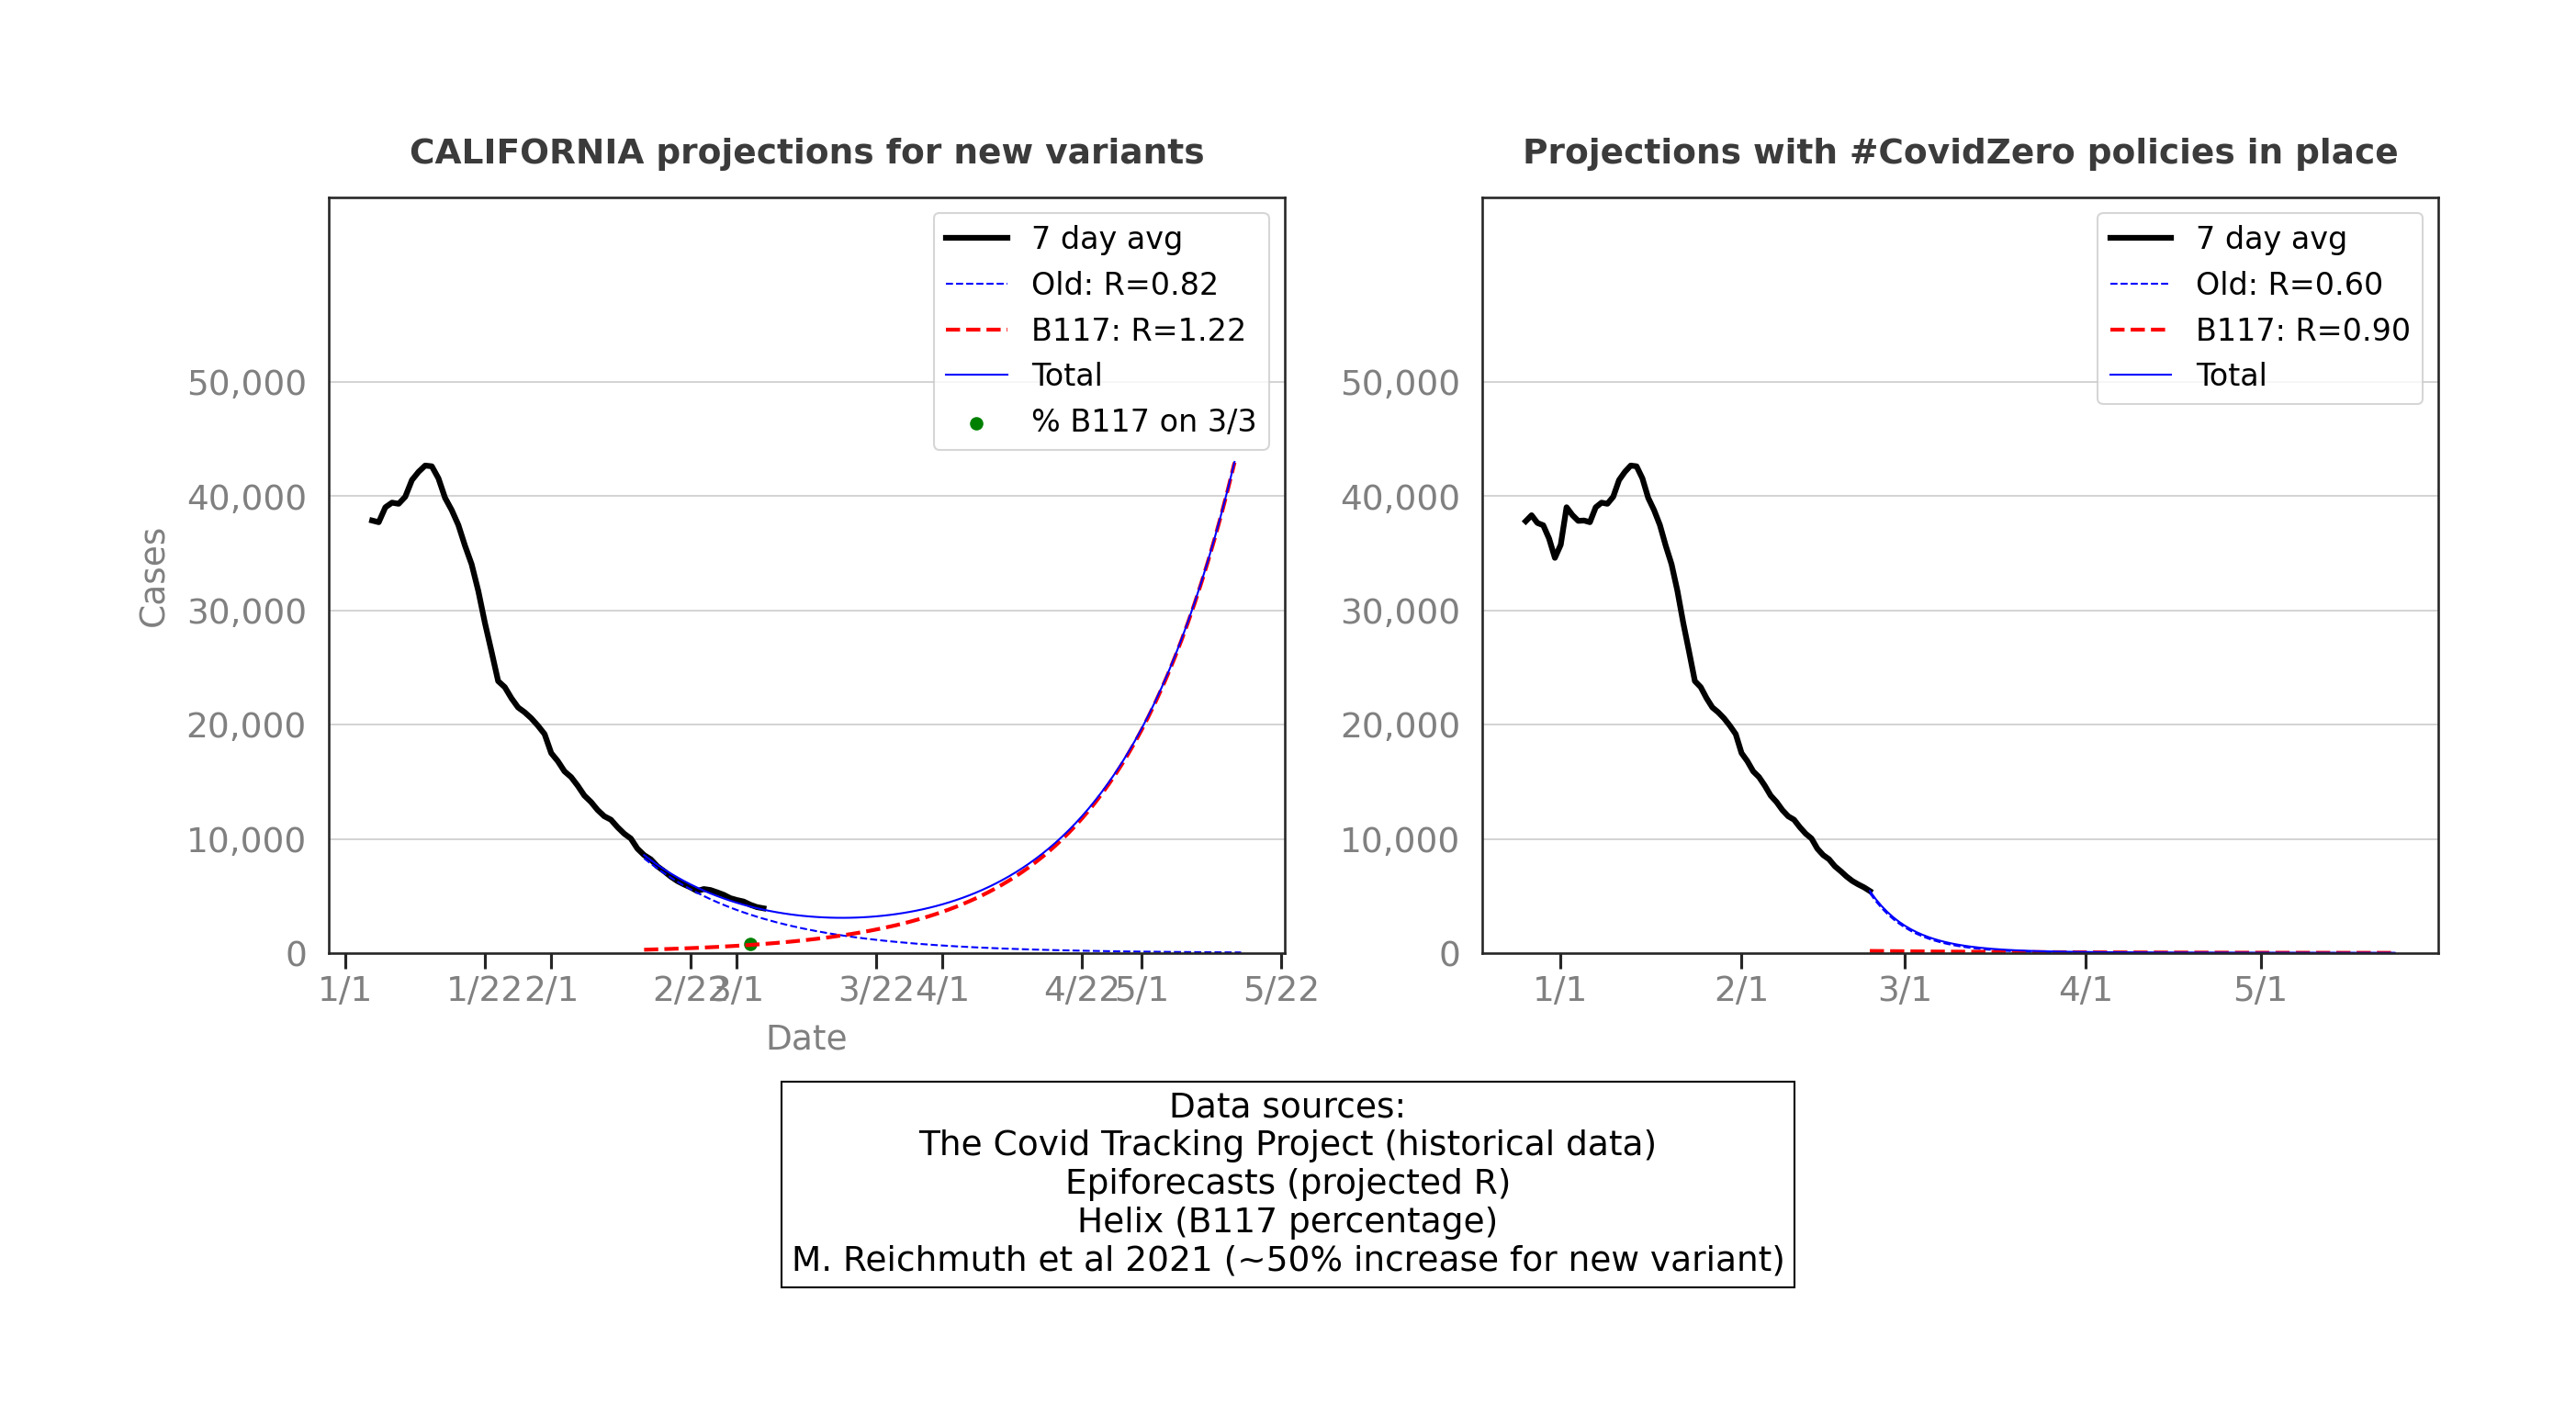 CALIFORNIA projections for new variants
7 day avg
Old: R=0.82
B117: R=1.22
Total
% B117 on 3/3
Cases
50,000
40,000
30,000
20,000
10,000
0
1/1
1/22
2/1
2/22
3/1
3/22
4/1
4/22
5/1
5/22
Date
Projections with #CovidZero policies in place
7 day avg
Old: R=0.60
B117: R=0.90
Total
50,000
40,000
30,000
20,000
10,000
0
1/1
2/1
3/1
4/1
5/1
Data sources:
The Covid Tracking Project (historical data)
Epiforecasts (projected R)
Helix (B117 percentage)
M. Reichmuth et al 2021 (~50% increase for new variant)